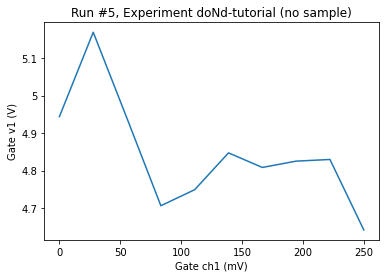 Run #5, Experiment doNd-tutorial (no sample)
5.1
5
4.9
4.8
4.7
Gate v1 (V)
0 50 100 150 200 250
Gate ch1 (mV)